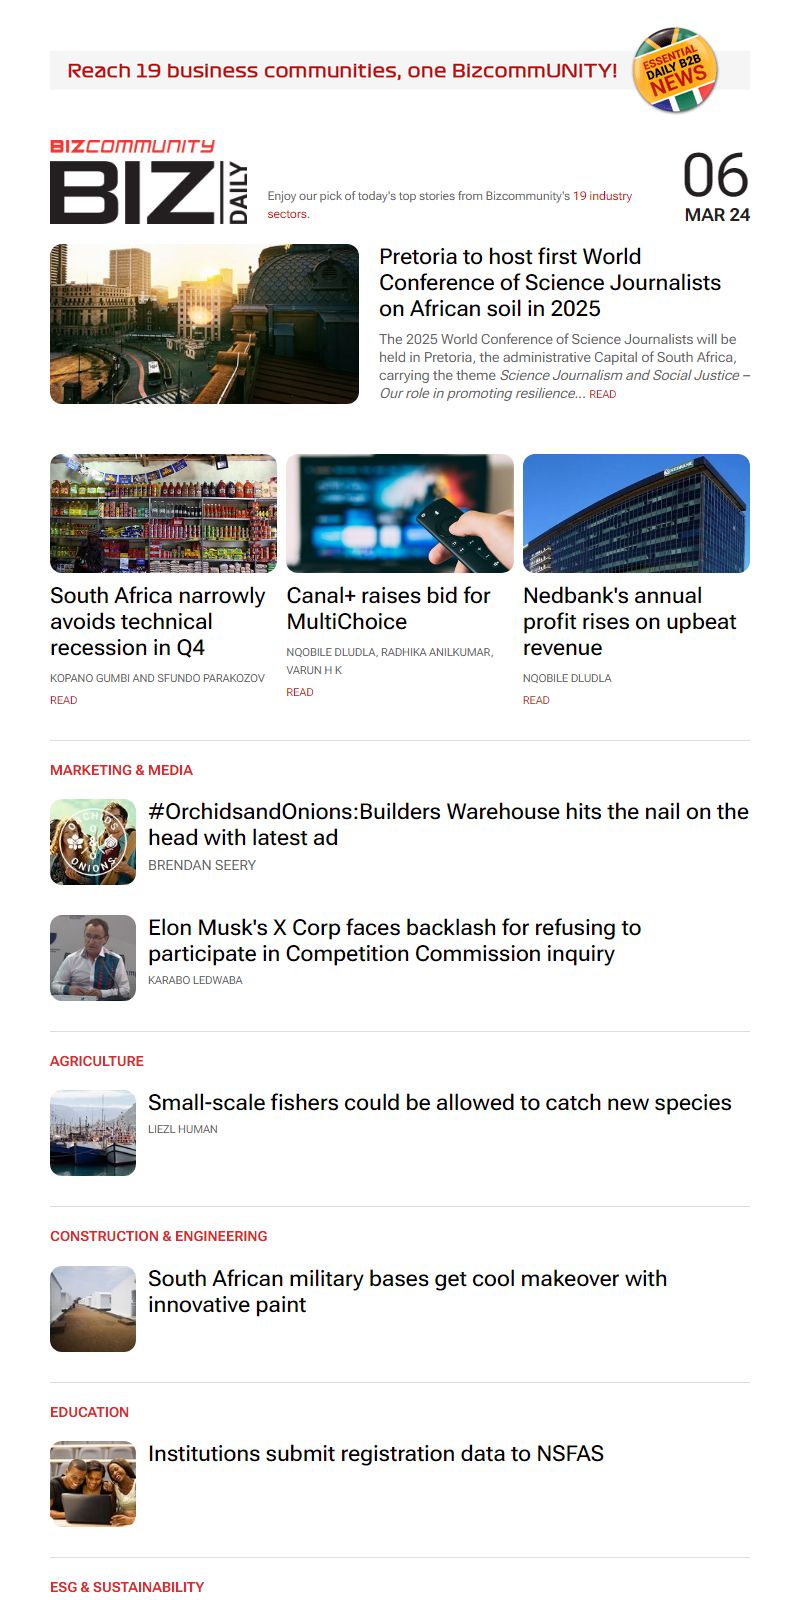 Reach 19 business communities, one BizcommUNITY!
ESSENTIAL
DAILY B2B
NEWS
BIZCOMMUNITY
BIZ DAILY
Enjoy our pick of today's top stories from Bizcommunity's 19 industry
sectors.
06
MAR 24
Pretoria to host first World
Conference of Science Journalists
on African soil in 2025
The 2025 World Conference of Science Journalists will be
held in Pretoria, the administrative Capital of South Africa,
carrying the theme Science Journalism and Social Justice –
Our role in promoting resilience... READ
South Africa narrowly
avoids technical
recession in Q4
KOPANO GUMBI AND SFUNDO PARAKOZOV
READ
Canal+ raises bid for
MultiChoice
NQOBILE DLUDLA, RADHIKA ANILKUMAR,
VARUN H K
READ
NEDBANK
Nedbank's annual
profit rises on upbeat
revenue
NQOBILE DLUDLA
READ
MARKETING & MEDIA
ORCHIDS
O&O
ONIONS
#OrchidsandOnions:Builders Warehouse hits the nail on the
head with latest ad
BRENDAN SEERY
Elon Musk's X Corp faces backlash for refusing to
participate in Competition Commission inquiry
KARABO LEDWABA
AGRICULTURE
Small-scale fishers could be allowed to catch new species
LIEZL HUMAN
CONSTRUCTION & ENGINEERING
South African military bases get cool makeover with
innovative paint
EDUCATION
Institutions submit registration data to NSFAS
ESG & SUSTAINABILITY